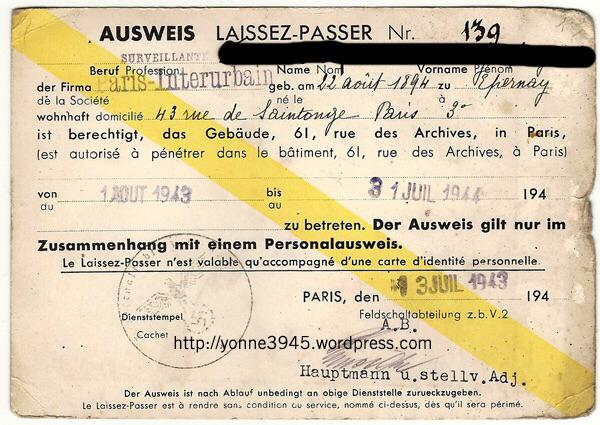 AUSWEIS LAISSEZ-PASSER Nr. 139
SURVEILLANTE
Beruf Profession Name Nom Vorname Prénom
der Firma Paris-Interurbain geb. am 22 août 1894 zu Epernay
de la Société né le à
wohnhaft domicilié 43 rue de Saintonge Paris 3e
ist berechtigt, das Gebäude, 61, rue des Archives, in Paris,
(est autorisé à pénétrer dans le bâtiment, 61, rue des Archives, à Paris)
von 1 AOUT 1943 bis 31 JUIL 1944 194
du au
zu betreten. Der Ausweis gilt nur im
Zusammenhang mit einem Personalausweis.
Le Laissez-Passer n'est valable qu'accompagné d'une carte d'identité personnelle.
PARIS, den 13 JUIL 1943 194
Dienststempel Feldschaltabteilung z.b.V.2
Cachet A.B.
http://yonne3945.wordpress.com
Hauptmann u.stellv.Adj.
Der Ausweis ist nach Ablauf unbedingt an obige Dienststelle zurueckzugeben.
Le Laissez-Passer est à rendre sans condition au service, nommé ci-dessus, dès qu'il sera périmé.